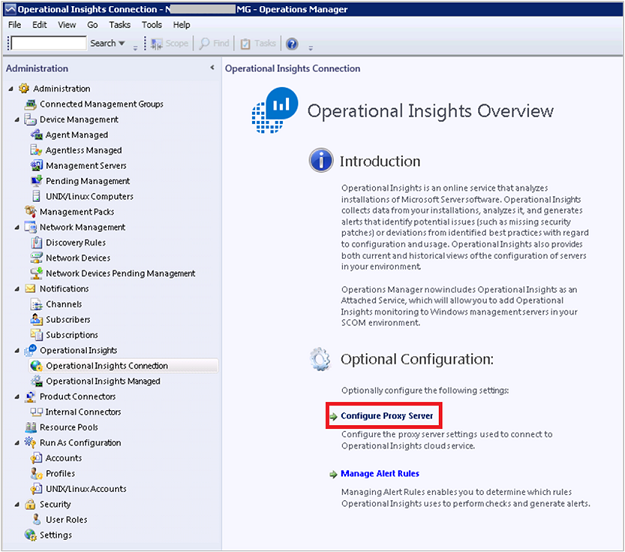 Operational Insights Connection - N MG - Operations Manager
File Edit View Go Tasks Tools Help
Search Scope Find Tasks
Administration
Administration
Connected Management Groups
Device Management
Agent Managed
Agentless Managed
Management Servers
Pending Management
UNIX/Linux Computers
Management Packs
Network Management
Discovery Rules
Network Devices
Network Devices Pending Management
Notifications
Channels
Subscribers
Subscriptions
Operational Insights
Operational Insights Connection
Operational Insights Managed
Product Connectors
Internal Connectors
Resource Pools
Run As Configuration
Accounts
Profiles
UNIX/Linux Accounts
Security
User Roles
Settings
Operational Insights Connection
Operational Insights Overview
Introduction
Operational Insights is an online service that analyzes
installations of Microsoft Server software. Operational Insights
collects data from your installations, analyzes it, and generates
alerts that identify potential issues (such as missing security
patches) or deviations from identified best practices with regard
to configuration and usage. Operational Insights also provides
both current and historical views of the configuration of servers
in your environment.
Operations Manager now includes Operational Insights as an
Attached Service, which will allow you to add Operational
Insights monitoring to Windows management servers in your
SCOM environment.
Optional Configuration:
Optionally configure the following settings:
Configure Proxy Server
Configure the proxy server settings used to connect to
Operational Insights cloud service.
Manage Alert Rules
Managing Alert Rules enables you to determine which rules
Operational Insights uses to perform checks and generate alerts.